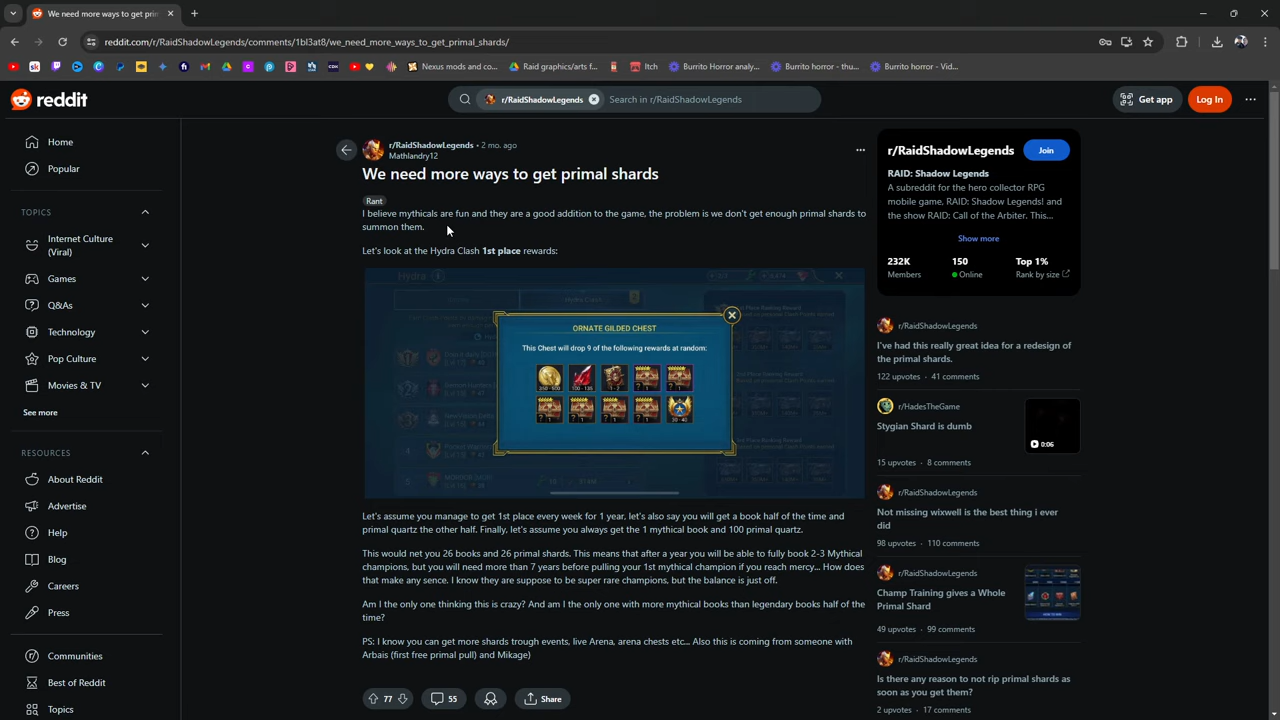 We need more ways to get prim
reddit.com/r/RaidShadowLegends/comments/1bl3at8/we_need_more_ways_to_get_primal_shards/
Nexus mods and co...
Raid graphics/arts f...
Itch
Burrito Horror analy...
Burrito horror - thu...
Burrito horror - Vid...
reddit
r/RaidShadowLegends
Search in r/RaidShadowLegends
Get app
Log In
Home
Popular
TOPICS
Internet Culture
(Viral)
Games
Q&As
Technology
Pop Culture
Movies & TV
See more
RESOURCES
About Reddit
Advertise
Help
Blog
Careers
Press
Communities
Best of Reddit
Topics
r/RaidShadowLegends • 2 mo. ago
Mathlandry12
We need more ways to get primal shards
Rant
I believe mythicals are fun and they are a good addition to the game, the problem is we don't get enough primal shards to
summon them.
Let's look at the Hydra Clash 1st place rewards:
Hydra
Hydra Clash
ORNATE GILDED CHEST
This Chest will drop 9 of the following rewards at random:
Let's assume you manage to get 1st place every week for 1 year, let's also say you will get a book half of the time and
primal quartz the other half. Finally, let's assume you always get the 1 mythical book and 100 primal quartz.
This would net you 26 books and 26 primal shards. This means that after a year you will be able to fully book 2-3 Mythical
champions, but you will need more than 7 years before pulling your 1st mythical champion if you reach mercy... How does
that make any sence. I know they are suppose to be super rare champions, but the balance is just off.
Am I the only one thinking this is crazy? And am I the only one with more mythical books than legendary books half of the
time?
PS: I know you can get more shards trough events, live Arena, arena chests etc... Also this is coming from someone with
Arbais (first free primal pull) and Mikage)
77
55
Share
r/RaidShadowLegends
Join
RAID: Shadow Legends
A subreddit for the hero collector RPG
mobile game, RAID: Shadow Legends! and
the show RAID: Call of the Arbiter. This...
Show more
232K
150
Top 1%
Members
Online
Rank by size
r/RaidShadowLegends
I've had this really great idea for a redesign of
the primal shards.
122 upvotes • 41 comments
r/HadesTheGame
Stygian Shard is dumb
0:06
15 upvotes • 8 comments
r/RaidShadowLegends
Not missing wixwell is the best thing i ever
did
98 upvotes • 110 comments
r/RaidShadowLegends
Champ Training gives a Whole
Primal Shard
49 upvotes • 99 comments
r/RaidShadowLegends
Is there any reason to not rip primal shards as
soon as you get them?
2 upvotes • 17 comments